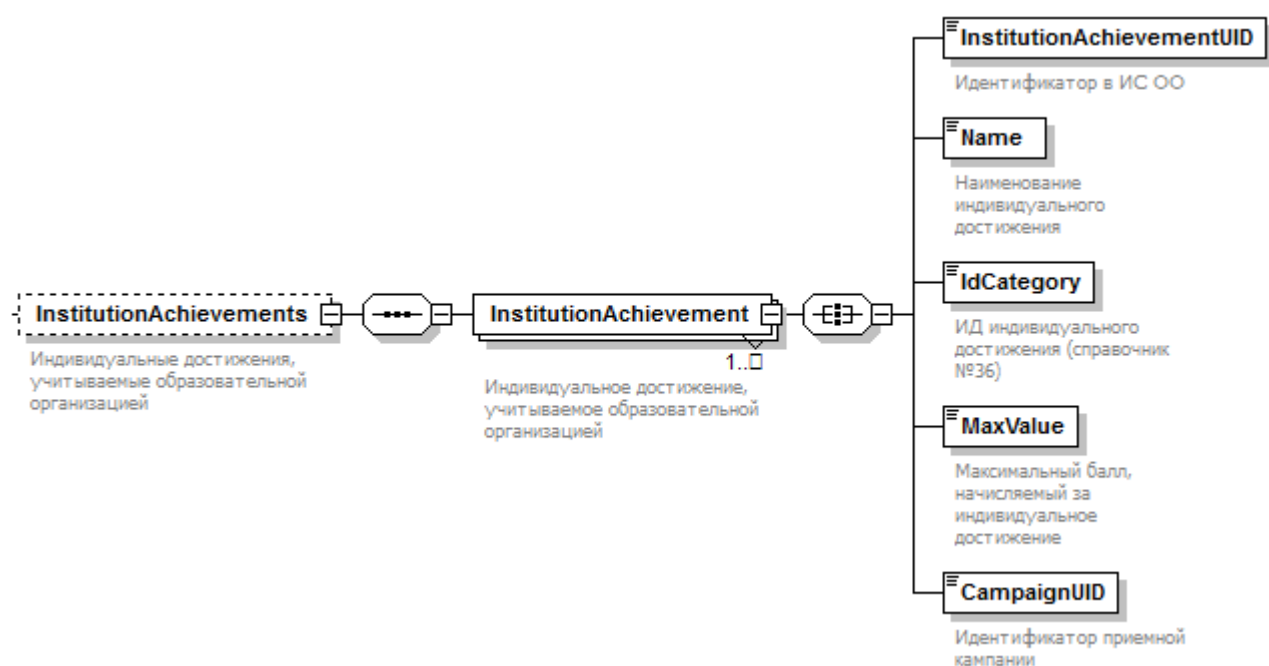 InstitutionAchievements
Индивидуальные достижения,
учитываемые образовательной
организацией
InstitutionAchievement
1..□
Индивидуальное достижение,
учитываемое образовательной
организацией
InstitutionAchievementUID
Идентификатор в ИС ОО
Name
Наименование
индивидуального
достижения
IdCategory
ИД индивидуального
достижения (справочник
№36)
MaxValue
Максимальный балл,
начисляемый за
индивидуальное
достижение
CampaignUID
Идентификатор приемной
кампании